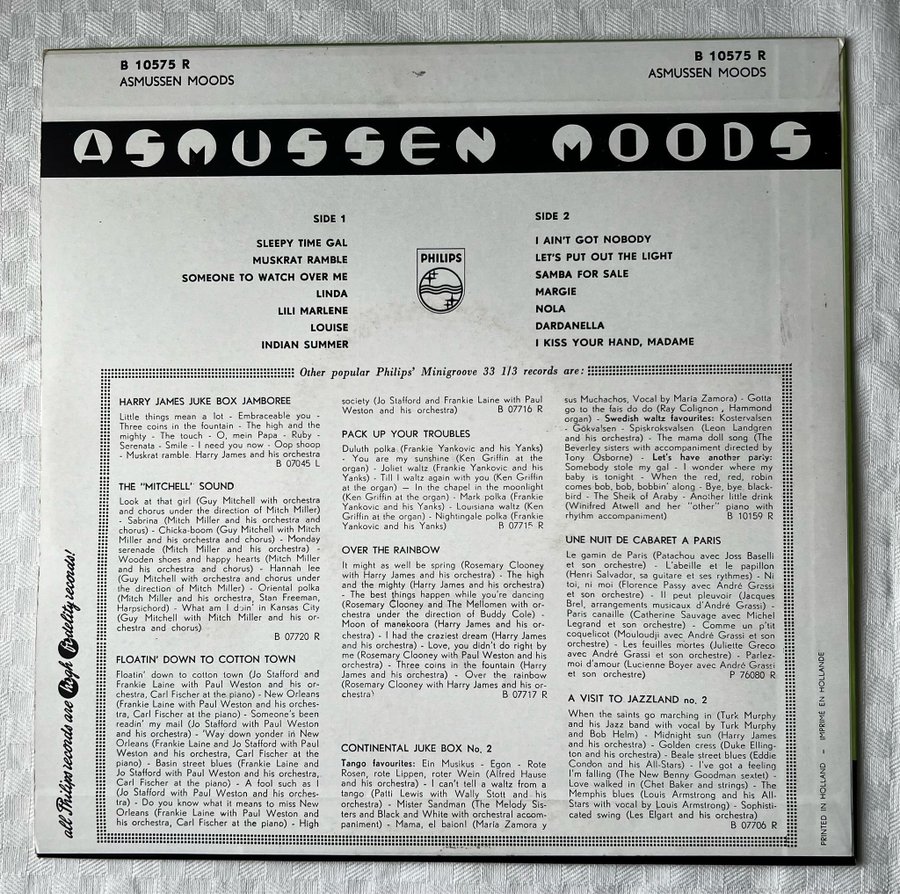 B 10575 R
ASMUSSEN MOODS
B 10575 R
ASMUSSEN MOODS
ASMUSSEN MOODS
SIDE 1
SLEEPY TIME GAL
MUSKRAT RAMBLE
SOMEONE TO WATCH OVER ME
LINDA
LILI MARLENE
LOUISE
INDIAN SUMMER
PHILIPS
SIDE 2
I AIN'T GOT NOBODY
LET'S PUT OUT THE LIGHT
SAMBA FOR SALE
MARGIE
NOLA
DARDANELLA
I KISS YOUR HAND, MADAME
Other popular Philips' Minigroove 33 1/3 records are:
HARRY JAMES JUKE BOX JAMBOREE
Little things mean a lot - Embraceable you -
Three coins in the fountain - The high and the
mighty - The touch - O, mein Papa - Ruby -
Serenata - Smile - I need you now - Oop shoop
- Muskrat ramble. Harry James and his orchestra
B 07045 L
THE "MITCHELL" SOUND
Look at that girl (Guy Mitchell with orchestra
and chorus under the direction of Mitch Miller)
- Sabrina (Mitch Miller and his orchestra and
chorus) - Chicka-boom (Guy Mitchell with Mitch
Miller and his orchestra and chorus) - Monday
serenade (Mitch Miller and his orchestra) -
Wooden shoes and happy hearts (Mitch Miller
and his orchestra and chorus) - Hannah lee
(Guy Mitchell with orchestra and chorus under
the direction of Mitch Miller) - Oriental polka
(Mitch Miller and his orchestra, Stan Freeman,
Harpsichord) - What am I doin' in Kansas City
(Guy Mitchell with Mitch Miller and his or-
chestra and chorus)
B 07720 R
FLOATIN' DOWN TO COTTON TOWN
Floatin' down to cotton town (Jo Stafford and
Frankie Laine with Paul Weston and his or-
chestra, Carl Fischer at the piano) - New Orleans
(Frankie Laine with Paul Weston and his orches-
tra, Carl Fischer at the piano) - Someone's been
readin' my mail (Jo Stafford with Paul Weston
and his orchestra) - 'Way down yonder in New
Orleans (Frankie Laine and Jo Stafford with Paul
Weston and his orchestra, Carl Fischer at the
piano) - Basin street blues (Frankie Laine and
Jo Stafford with Paul Weston and his orchestra,
Carl Fischer at the piano) - A fool such as I
(Jo Stafford with Paul Weston and his orches-
tra) - Do you know what it means to miss New
Orleans (Frankie Laine with Paul Weston and
his orchestra, Carl Fischer at the piano) - High
society (Jo Stafford and Frankie Laine with Paul
Weston and his orchestra) B 07716 R
PACK UP YOUR TROUBLES
Duluth polka (Frankie Yankovic and his Yanks)
- You are my sunshine (Ken Griffin at the
organ) - Joliet waltz (Frankie Yankovic and his
Yanks) - Till I waltz again with you (Ken Griffin
at the organ) — In the chapel in the moonlight
(Ken Griffin at the organ) - Mark polka (Frankie
Yankovic and his Yanks) - Louisiana waltz (Ken
Griffin at the organ) - Nightingale polka (Frankie
Yankovic and his Yanks) B 07715 R
OVER THE RAINBOW
It might as well be spring (Rosemary Clooney
with Harry James and his orchestra) - The high
and the mighty (Harry James and his orchestra)
- The best things happen while you're dancing
(Rosemary Clooney and The Mellomen with or-
chestra under the direction of Buddy Cole) -
Moon of manakoora (Harry James and his or-
chestra) - I had the craziest dream (Harry James
and his orchestra) - Love, you didn't do right by
me (Rosemary Clooney with Paul Weston and his
orchestra) - Three coins in the fountain (Harry
James and his orchestra) - Over the rainbow
(Rosemary Clooney with Harry James and his or-
chestra) B 07717 R
CONTINENTAL JUKE BOX No. 2
Tango favourites: Ein Musikus - Egon - Rote
Rosen, rote Lippen, roter Wein (Alfred Hause
and his orchestra) - I can't tell a waltz from a
tango (Patti Lewis with Wally Stott and his
orchestra) - Mister Sandman (The Melody Sis-
ters and Black and White with orchestral accom-
paniment) - Mama, el baion! (Maria Zamora y
sus Muchachos, Vocal by Maria Zamora) - Gotta
go to the fais do do (Ray Colignon, Hammond
organ) - Swedish waltz favourites: Kostervalsen
- Gökvalsen - Spiskroksvalsen (Leon Landgren
and his orchestra) - The mama doll song (The
Beverley sisters with accompaniment directed by
Tony Osborne) - Let's have another party:
Somebody stole my gal - I wonder where my
baby is tonight - When the red, red, robin
comes bob, bob, bobbin' along - Bye, bye, black-
bird - The Sheik of Araby - Another little drink
(Winifred Atwell and her "other" piano with
rhythm accompaniment) B 10159 R
UNE NUIT DE CABARET A PARIS
Le gamin de Paris (Patachou avec Joss Baselli
et son orchestre) - L'abeille et le papillon
(Henri Salvador, sa guitare et ses rythmes) - Ni
toi, ni moi (Florence Passy avec André Grassi
et son orchestre) - Il peut pleuvoir (Jacques
Brel, arrangements musicaux d'André Grassi) -
Paris canaille (Catherine Sauvage avec Michel
Legrand et son orchestre) - Comme un p'tit
coquelicot (Mouloudji avec André Grassi et son
orchestre) - Les feuilles mortes (Juliette Greco
avec André Grassi et son orchestre) - Parlez-
moi d'amour (Lucienne Boyer avec André Grassi
et son orchestre) P 76080 R
A VISIT TO JAZZLAND no. 2
When the saints go marching in (Turk Murphy
and his Jazz band with vocal by Turk Murphy
and Bob Helm) - Midnight sun (Harry James
and his orchestra) - Golden cress (Duke Elling-
ton and his orchestra) - Beale street blues (Eddie
Condon and his All-Stars) - I've got a feeling
I'm falling (The New Benny Goodman sextet) -
Love walked in (Chet Baker and strings) - The
Memphis blues (Louis Armstrong and his All-
Stars with vocal by Louis Armstrong) - Sophisti-
cated swing (Les Elgart and his orchestra)
B 07706 R
all Philips records are high fidelity records!
PRINTED IN HOLLAND - IMPRIMÉ EN HOLLANDE